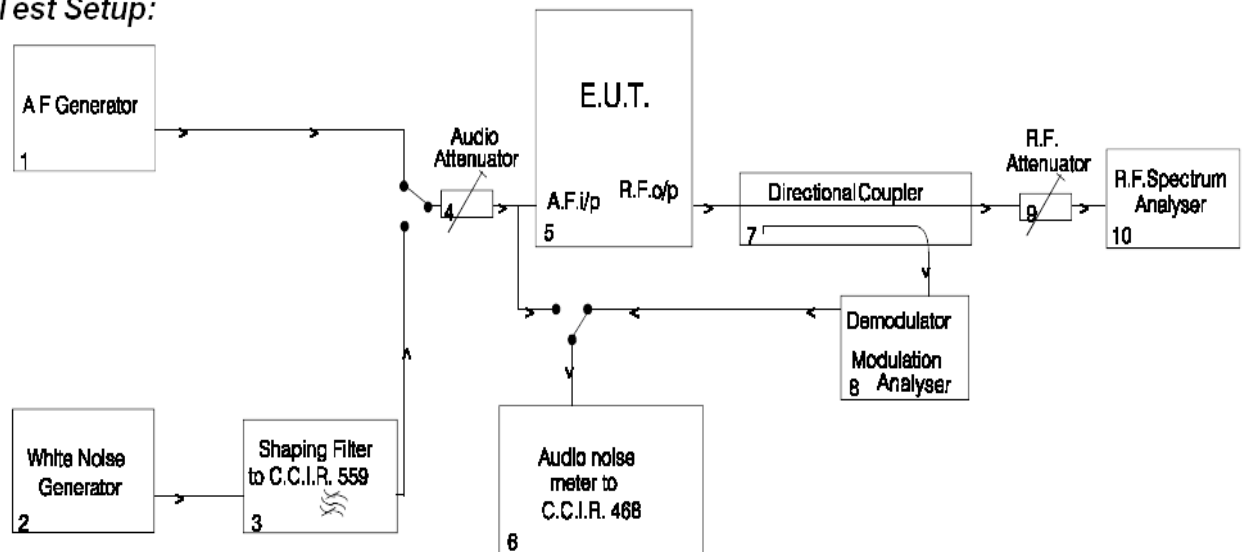 Test Setup:
A F Generator
1
Audio
Attenuator
4
E.U.T.
A.F.i/p
R.F.o/p
5
Directional Coupler
7
R.F.
Attenuator
9
R.F.Spectrum
Analyser
10
Demodulator
Modulation
Analyser
8
White Noise
Generator
2
Shaping Filter
to C.C.I.R. 559
3
Audio noise
meter to
C.C.I.R. 468
6